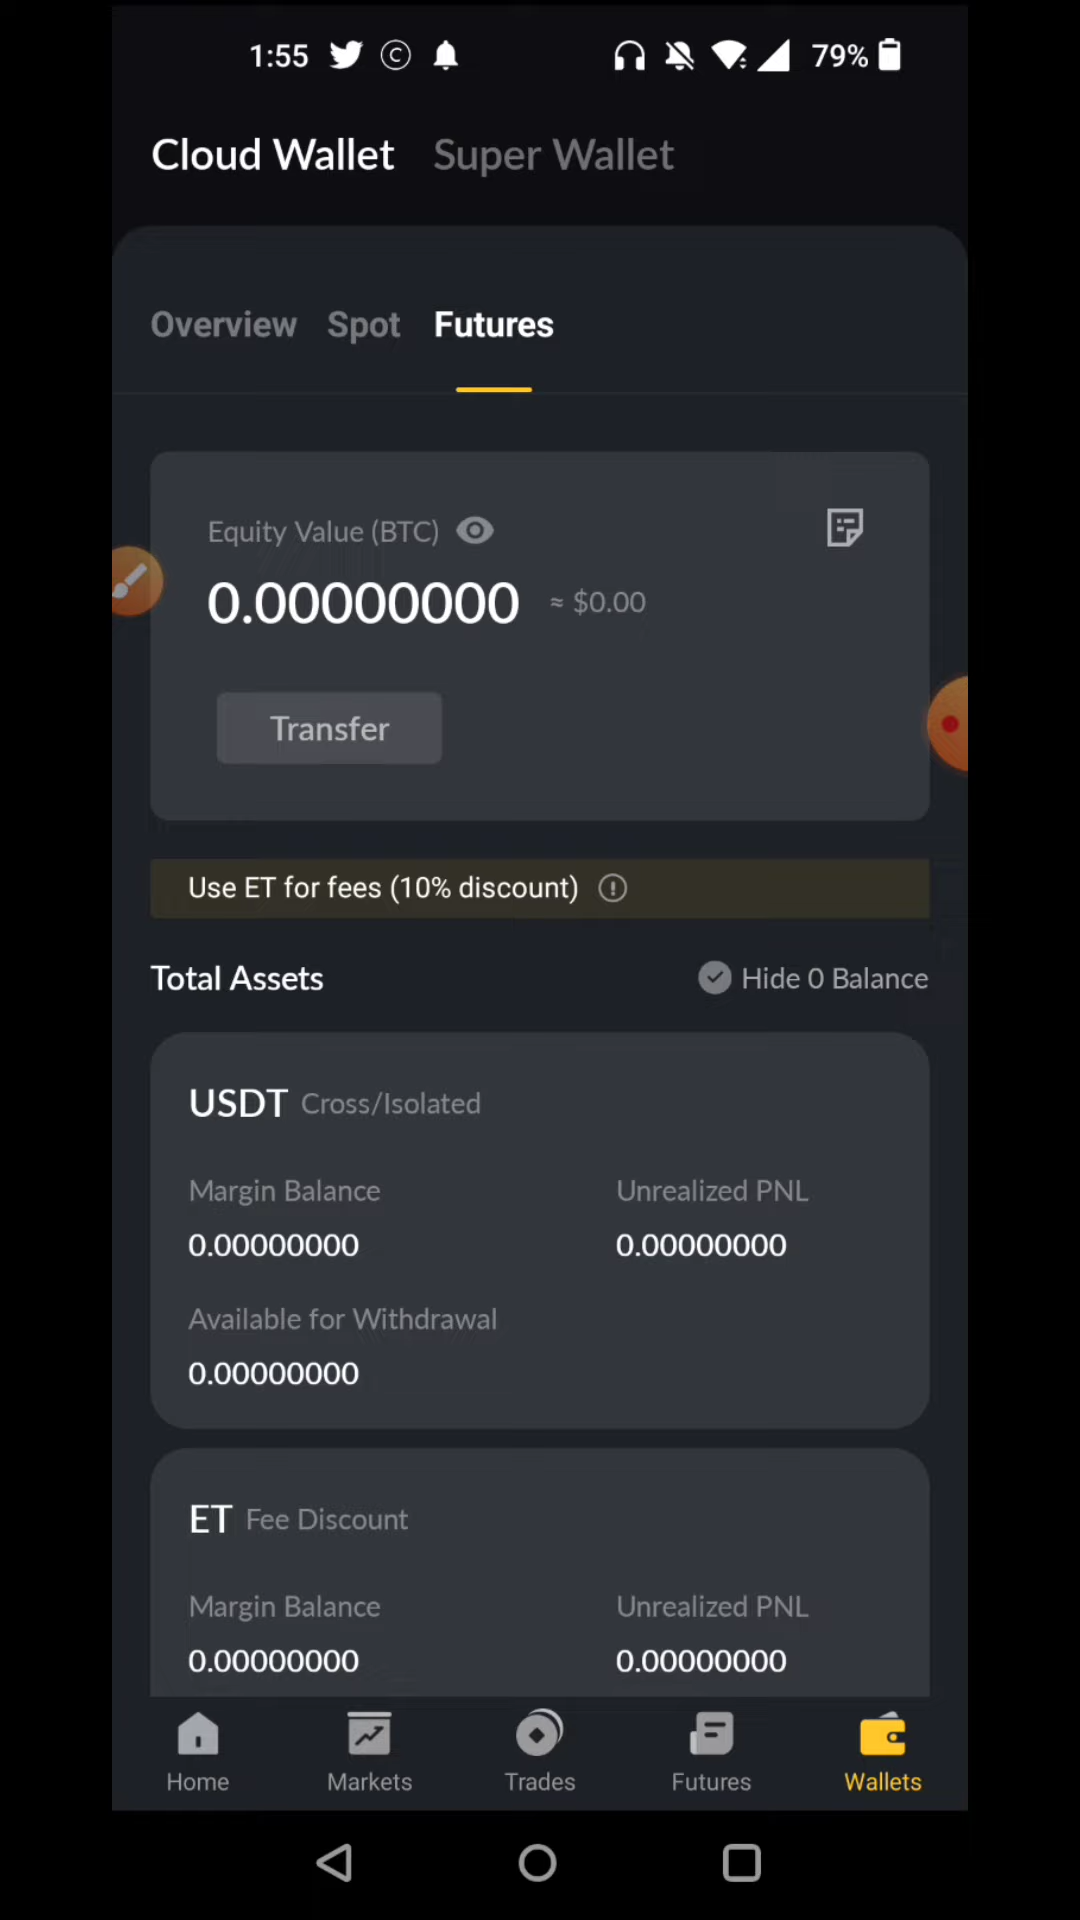 1:55 79%
Cloud Wallet Super Wallet
Overview Spot Futures
Equity Value (BTC)
0.00000000 ≈ $0.00
Transfer
Use ET for fees (10% discount)
Total Assets Hide 0 Balance
USDT Cross/Isolated
Margin Balance Unrealized PNL
0.00000000 0.00000000
Available for Withdrawal
0.00000000
ET Fee Discount
Margin Balance Unrealized PNL
0.00000000 0.00000000
Home Markets Trades Futures Wallets